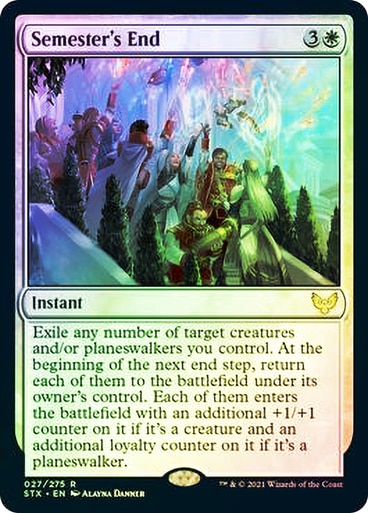 Semester's End 3
Instant
Exile any number of target creatures
and/or planeswalkers you control. At the
beginning of the next end step, return
each of them to the battlefield under its
owner's control. Each of them enters
the battlefield with an additional +1/+1
counter on it if it's a creature and an
additional loyalty counter on it if it's a
planeswalker.
027/275 R
STX • EN Alayna Danner
™ & © 2021 Wizards of the Coast